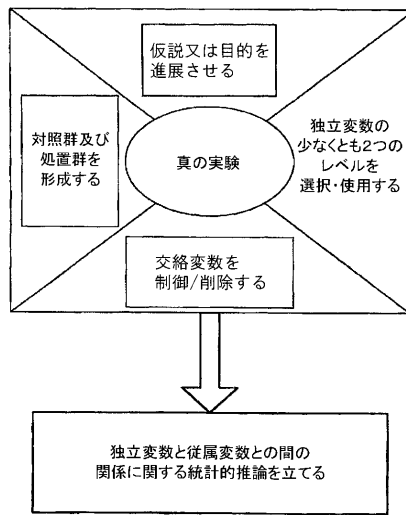 仮説又は目的を
進展させる
対照群及び
処置群を
形成する
真の実験
独立変数の
少なくとも2つの
レベルを
選択・使用する
交絡変数を
制御/削除する
独立変数と従属変数との間の
関係に関する統計的推論を立てる